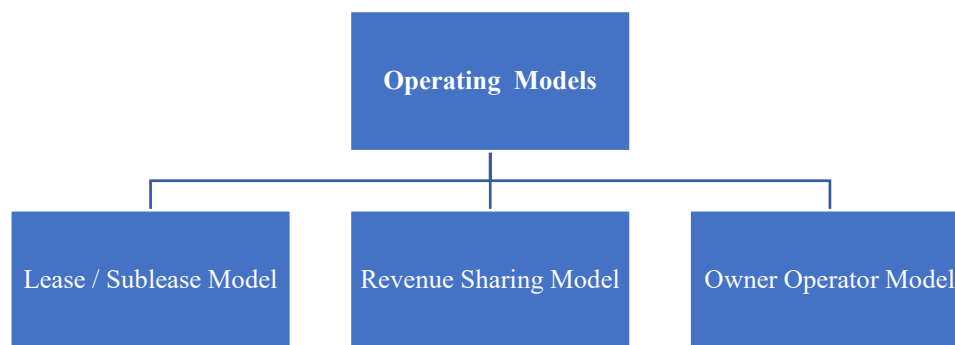 Operating Models
Lease / Sublease Model
Revenue Sharing Model
Owner Operator Model